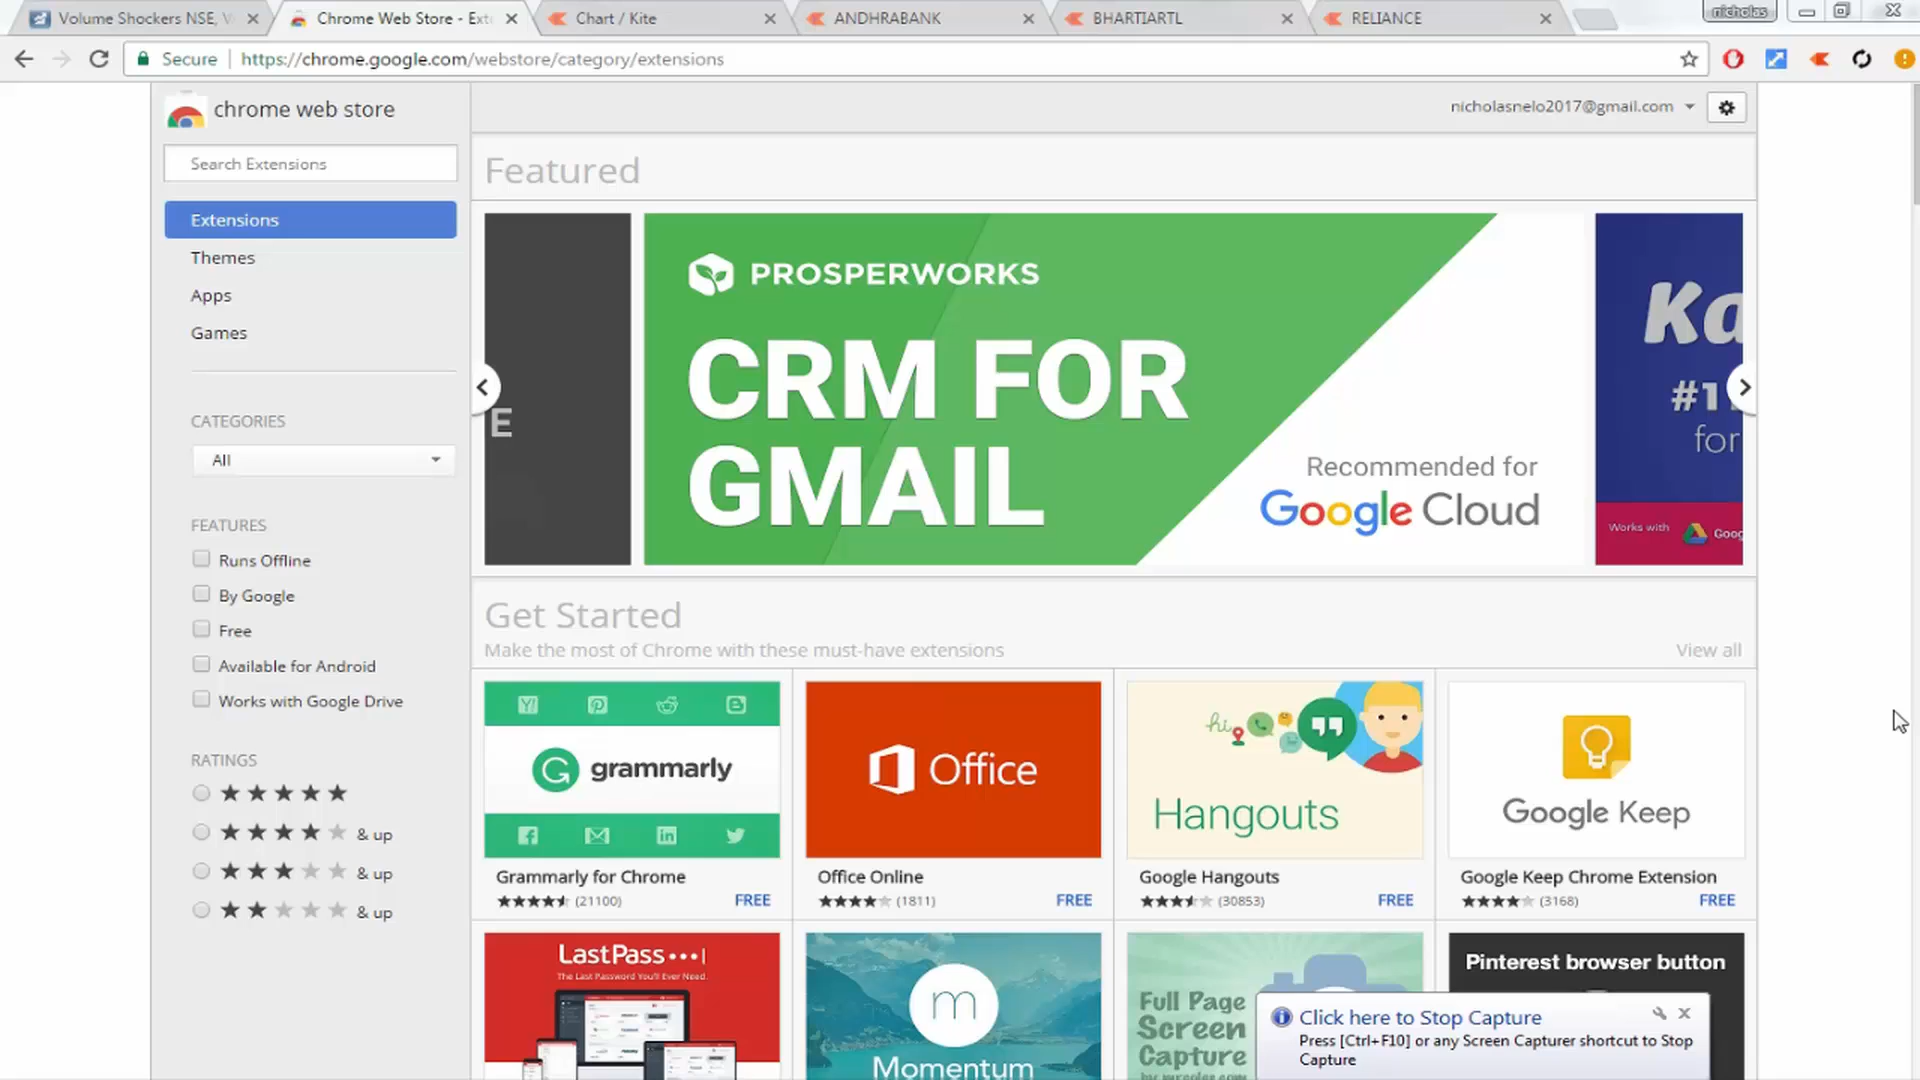 Volume Shockers NSE,
Chrome Web Store - Ext
Chart / Kite
ANDHRABANK
BHARTIARTL
RELIANCE
nicholas
Secure
https://chrome.google.com/webstore/category/extensions
chrome web store
nicholasnelo2017@gmail.com
Search Extensions
Extensions
Themes
Apps
Games
CATEGORIES
All
FEATURES
Runs Offline
By Google
Free
Available for Android
Works with Google Drive
RATINGS
& up
& up
& up
Featured
E
PROSPERWORKS
CRM FOR
GMAIL
Recommended for
Google Cloud
Ka
#1
for
Works with Goog
Get Started
Make the most of Chrome with these must-have extensions
View all
grammarly
Grammarly for Chrome
(21100) FREE
Office
Office Online
(1811) FREE
hi
Hangouts
Google Hangouts
(30853) FREE
Google Keep
Google Keep Chrome Extension
(3168) FREE
LastPass
The Last Password You'll Ever Need.
m
Momentum
Full Page
Screen
Capture
Pinterest browser button
Click here to Stop Capture
Press [Ctrl+F10] or any Screen Capturer shortcut to Stop
Capture